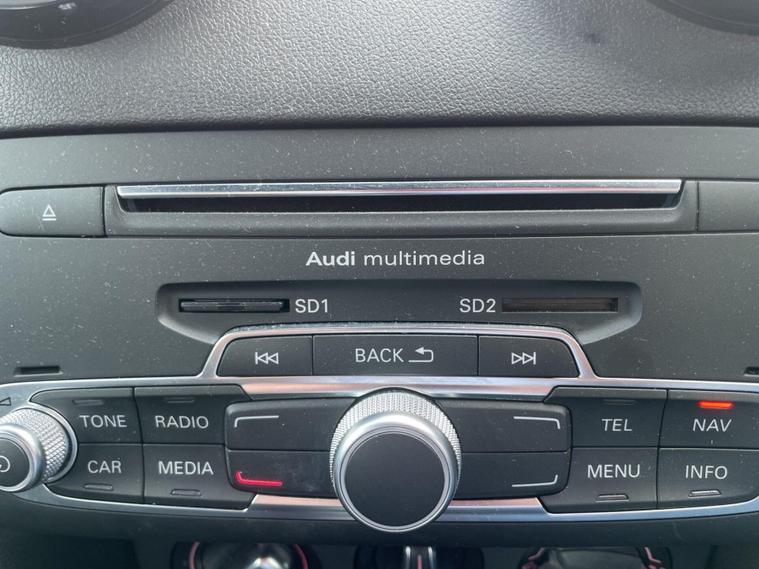 Audi multimedia
SD1 SD2
BACK
TONE RADIO TEL NAV
CAR MEDIA MENU INFO